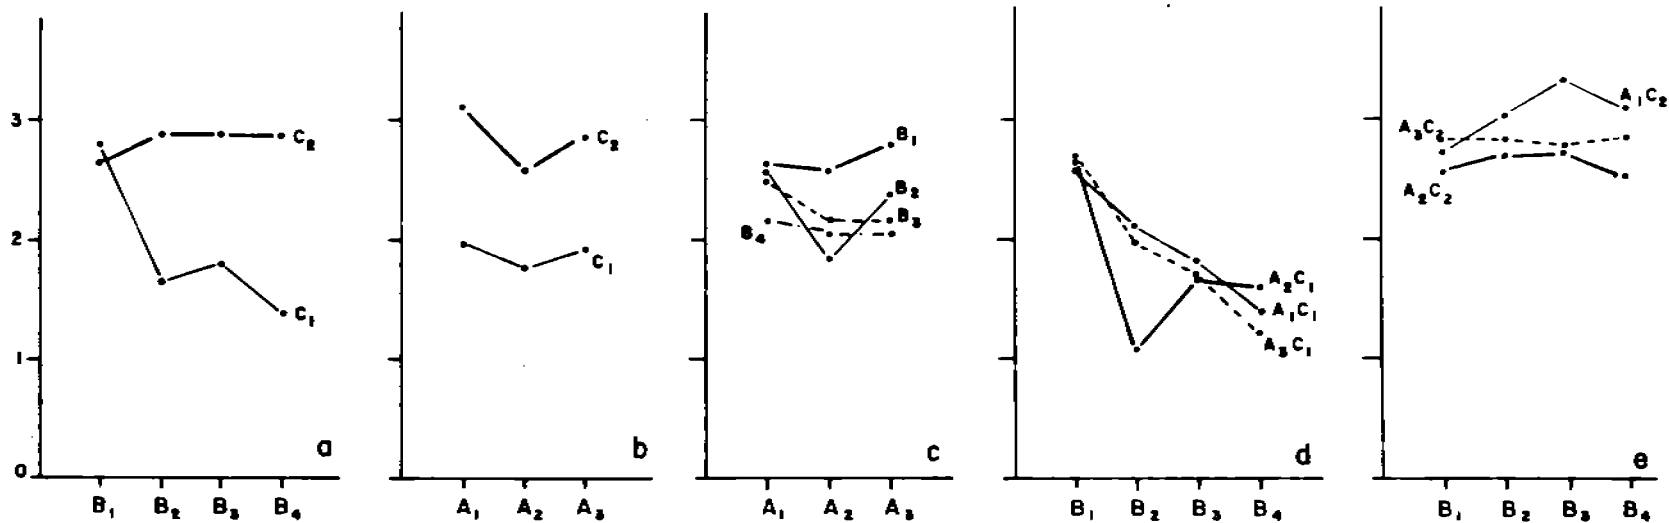 3
2
1
0
C₂
C₁
a
B₁ B₂ B₃ B₄
C₂
C₁
b
A₁ A₂ A₃
B₁
B₂
B₃
B₄
c
A₁ A₂ A₃
A₂C₁
A₁C₁
A₃C₁
d
B₁ B₂ B₃ B₄
A₁C₂
A₃C₂
A₂C₂
e
B₁ B₂ B₃ B₄